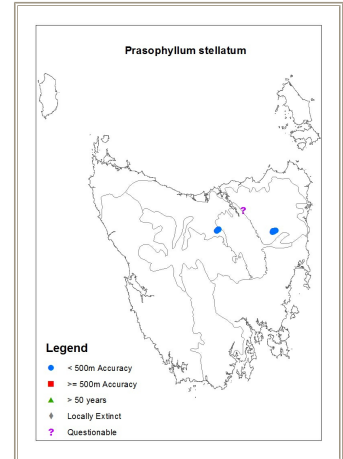 Prasophyllum stellatum
?
Legend
< 500m Accuracy
>= 500m Accuracy
> 50 years
Locally Extinct
? Questionable